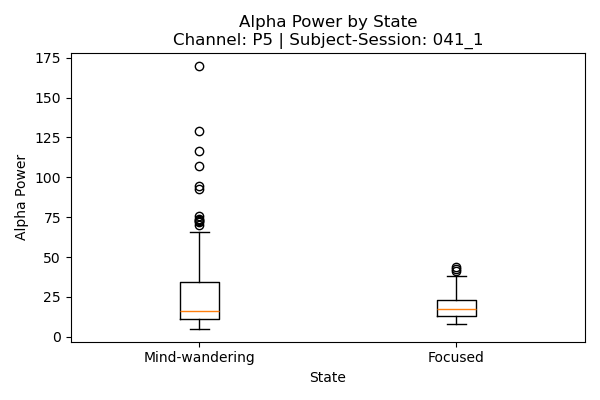 Alpha Power by State
Channel: P5 | Subject-Session: 041_1
175
150
125
100
75
50
25
0
Alpha Power
Mind-wandering
Focused
State